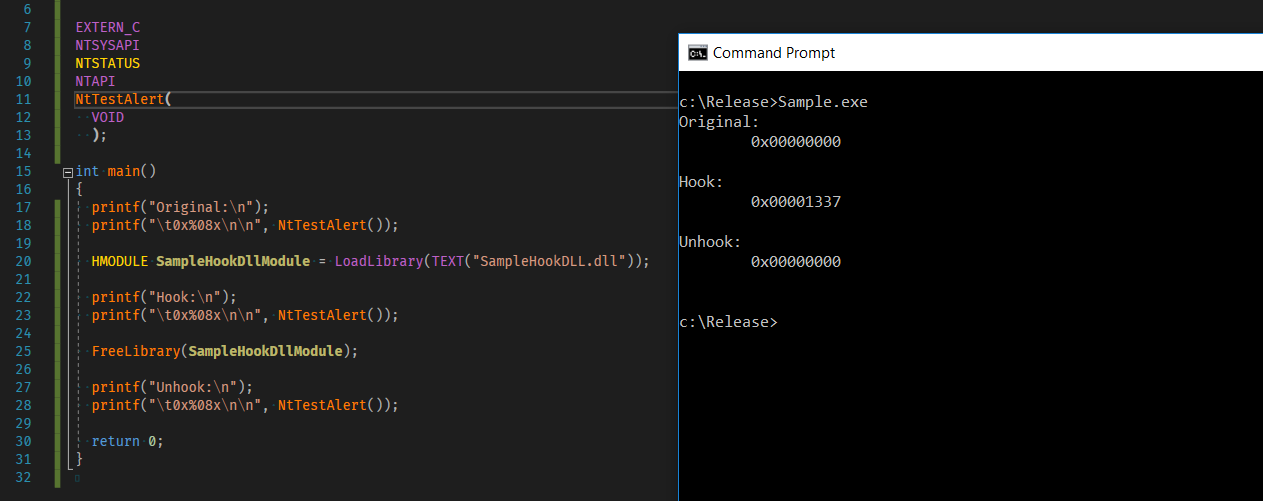 6
7 EXTERN_C
8 NTSYSAPI
9 NTSTATUS
10 NTAPI
11 NtTestAlert(
12 VOID
13 );
14
15 int main()
16 {
17 printf("Original:\n");
18 printf("\t0x%08x\n\n", NtTestAlert());
19
20 HMODULE SampleHookDllModule = LoadLibrary(TEXT("SampleHookDLL.dll"));
21
22 printf("Hook:\n");
23 printf("\t0x%08x\n\n", NtTestAlert());
24
25 FreeLibrary(SampleHookDllModule);
26
27 printf("Unhook:\n");
28 printf("\t0x%08x\n\n", NtTestAlert());
29
30 return 0;
31 }
32
C:\.
Command Prompt
c:\Release>Sample.exe
Original:
0x00000000
Hook:
0x00001337
Unhook:
0x00000000
c:\Release>